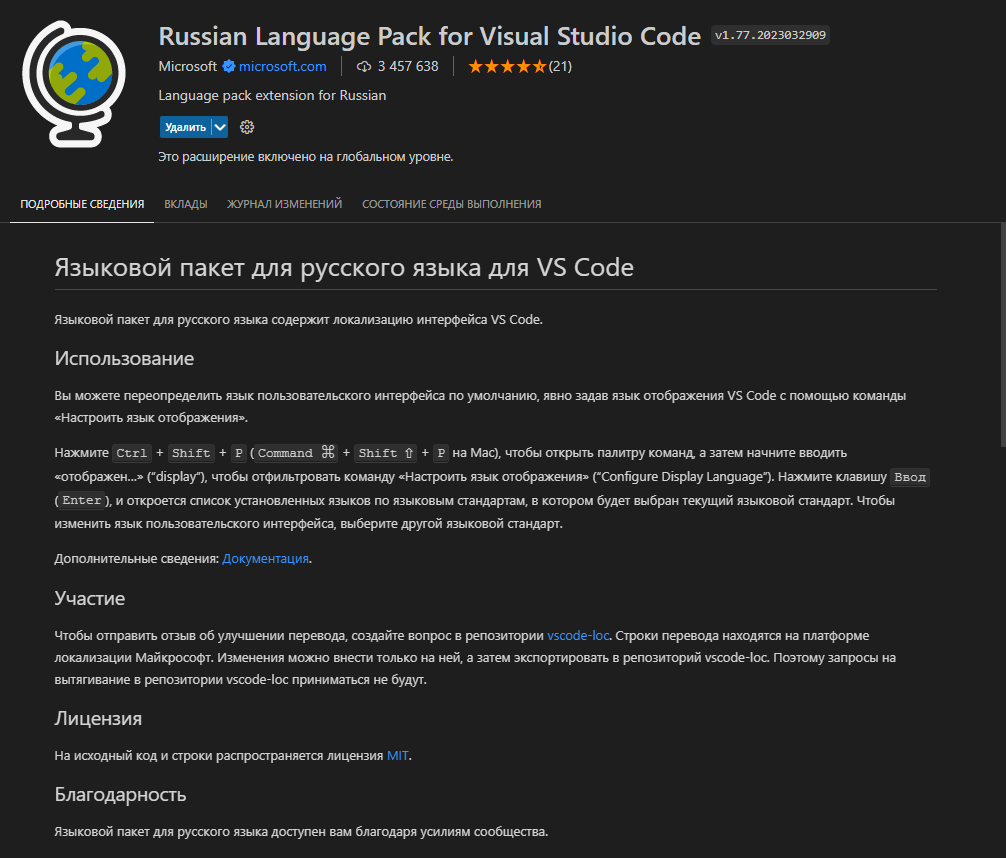 Russian Language Pack for Visual Studio Code v1.77.2023032909
Microsoft microsoft.com 3 457 638 (21)
Language pack extension for Russian
Удалить
Это расширение включено на глобальном уровне.
ПОДРОБНЫЕ СВЕДЕНИЯ ВКЛАДЫ ЖУРНАЛ ИЗМЕНЕНИЙ СОСТОЯНИЕ СРЕДЫ ВЫПОЛНЕНИЯ
Языковой пакет для русского языка для VS Code
Языковой пакет для русского языка содержит локализацию интерфейса VS Code.
Использование
Вы можете переопределить язык пользовательского интерфейса по умолчанию, явно задав язык отображения VS Code с помощью команды
«Настроить язык отображения».
Нажмите Ctrl + Shift + P (Command ⌘ + Shift ⇧ + P на Mac), чтобы открыть палитру команд, а затем начните вводить
«отображен…» ("display"), чтобы отфильтровать команду «Настроить язык отображения» ("Configure Display Language"). Нажмите клавишу Ввод
(Enter), и откроется список установленных языков по языковым стандартам, в котором будет выбран текущий языковой стандарт. Чтобы
изменить язык пользовательского интерфейса, выберите другой языковой стандарт.
Дополнительные сведения: Документация.
Участие
Чтобы отправить отзыв об улучшении перевода, создайте вопрос в репозитории vscode-loc. Строки перевода находятся на платформе
локализации Майкрософт. Изменения можно внести только на ней, а затем экспортировать в репозиторий vscode-loc. Поэтому запросы на
вытягивание в репозитории vscode-loc приниматься не будут.
Лицензия
На исходный код и строки распространяется лицензия MIT.
Благодарность
Языковой пакет для русского языка доступен вам благодаря усилиям сообщества.